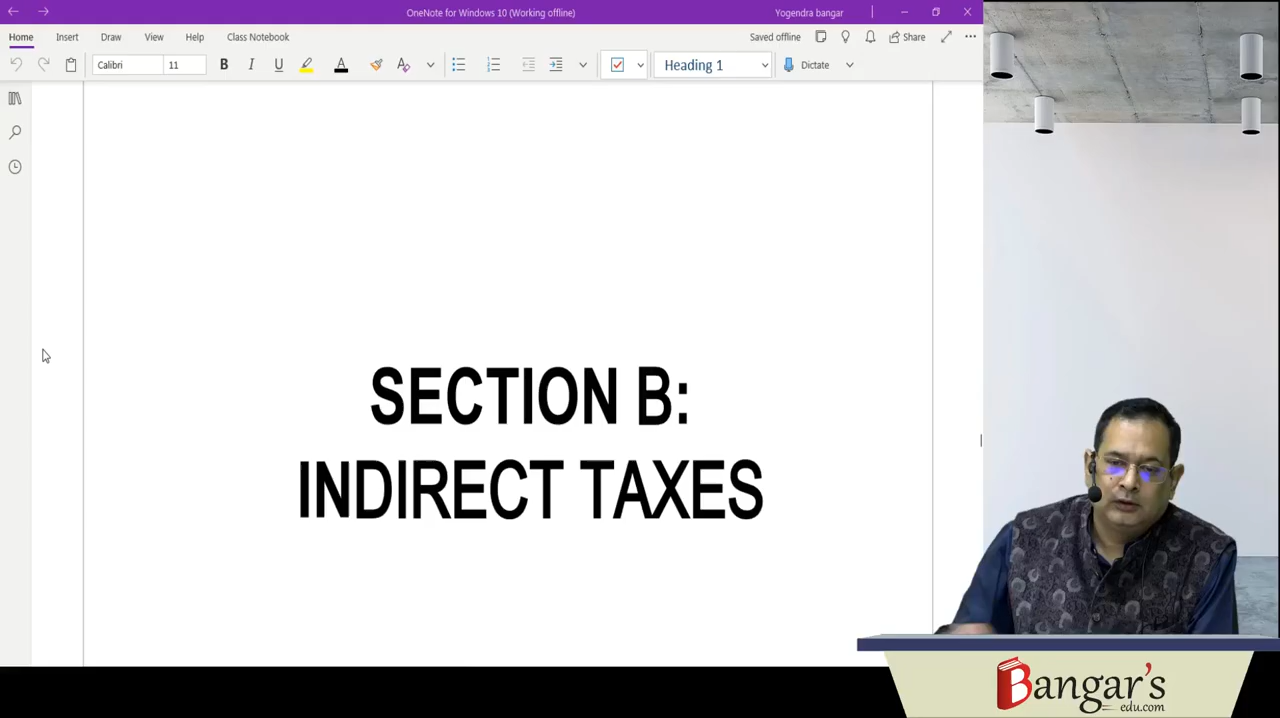 OneNote for Windows 10 (Working offline)
Yogendra bangar
Home Insert Draw View Help Class Notebook
Saved offline
Share
Calibri 11
B I U A A
Heading 1
Dictate
SECTION B:
INDIRECT TAXES
Bangar's
edu.com